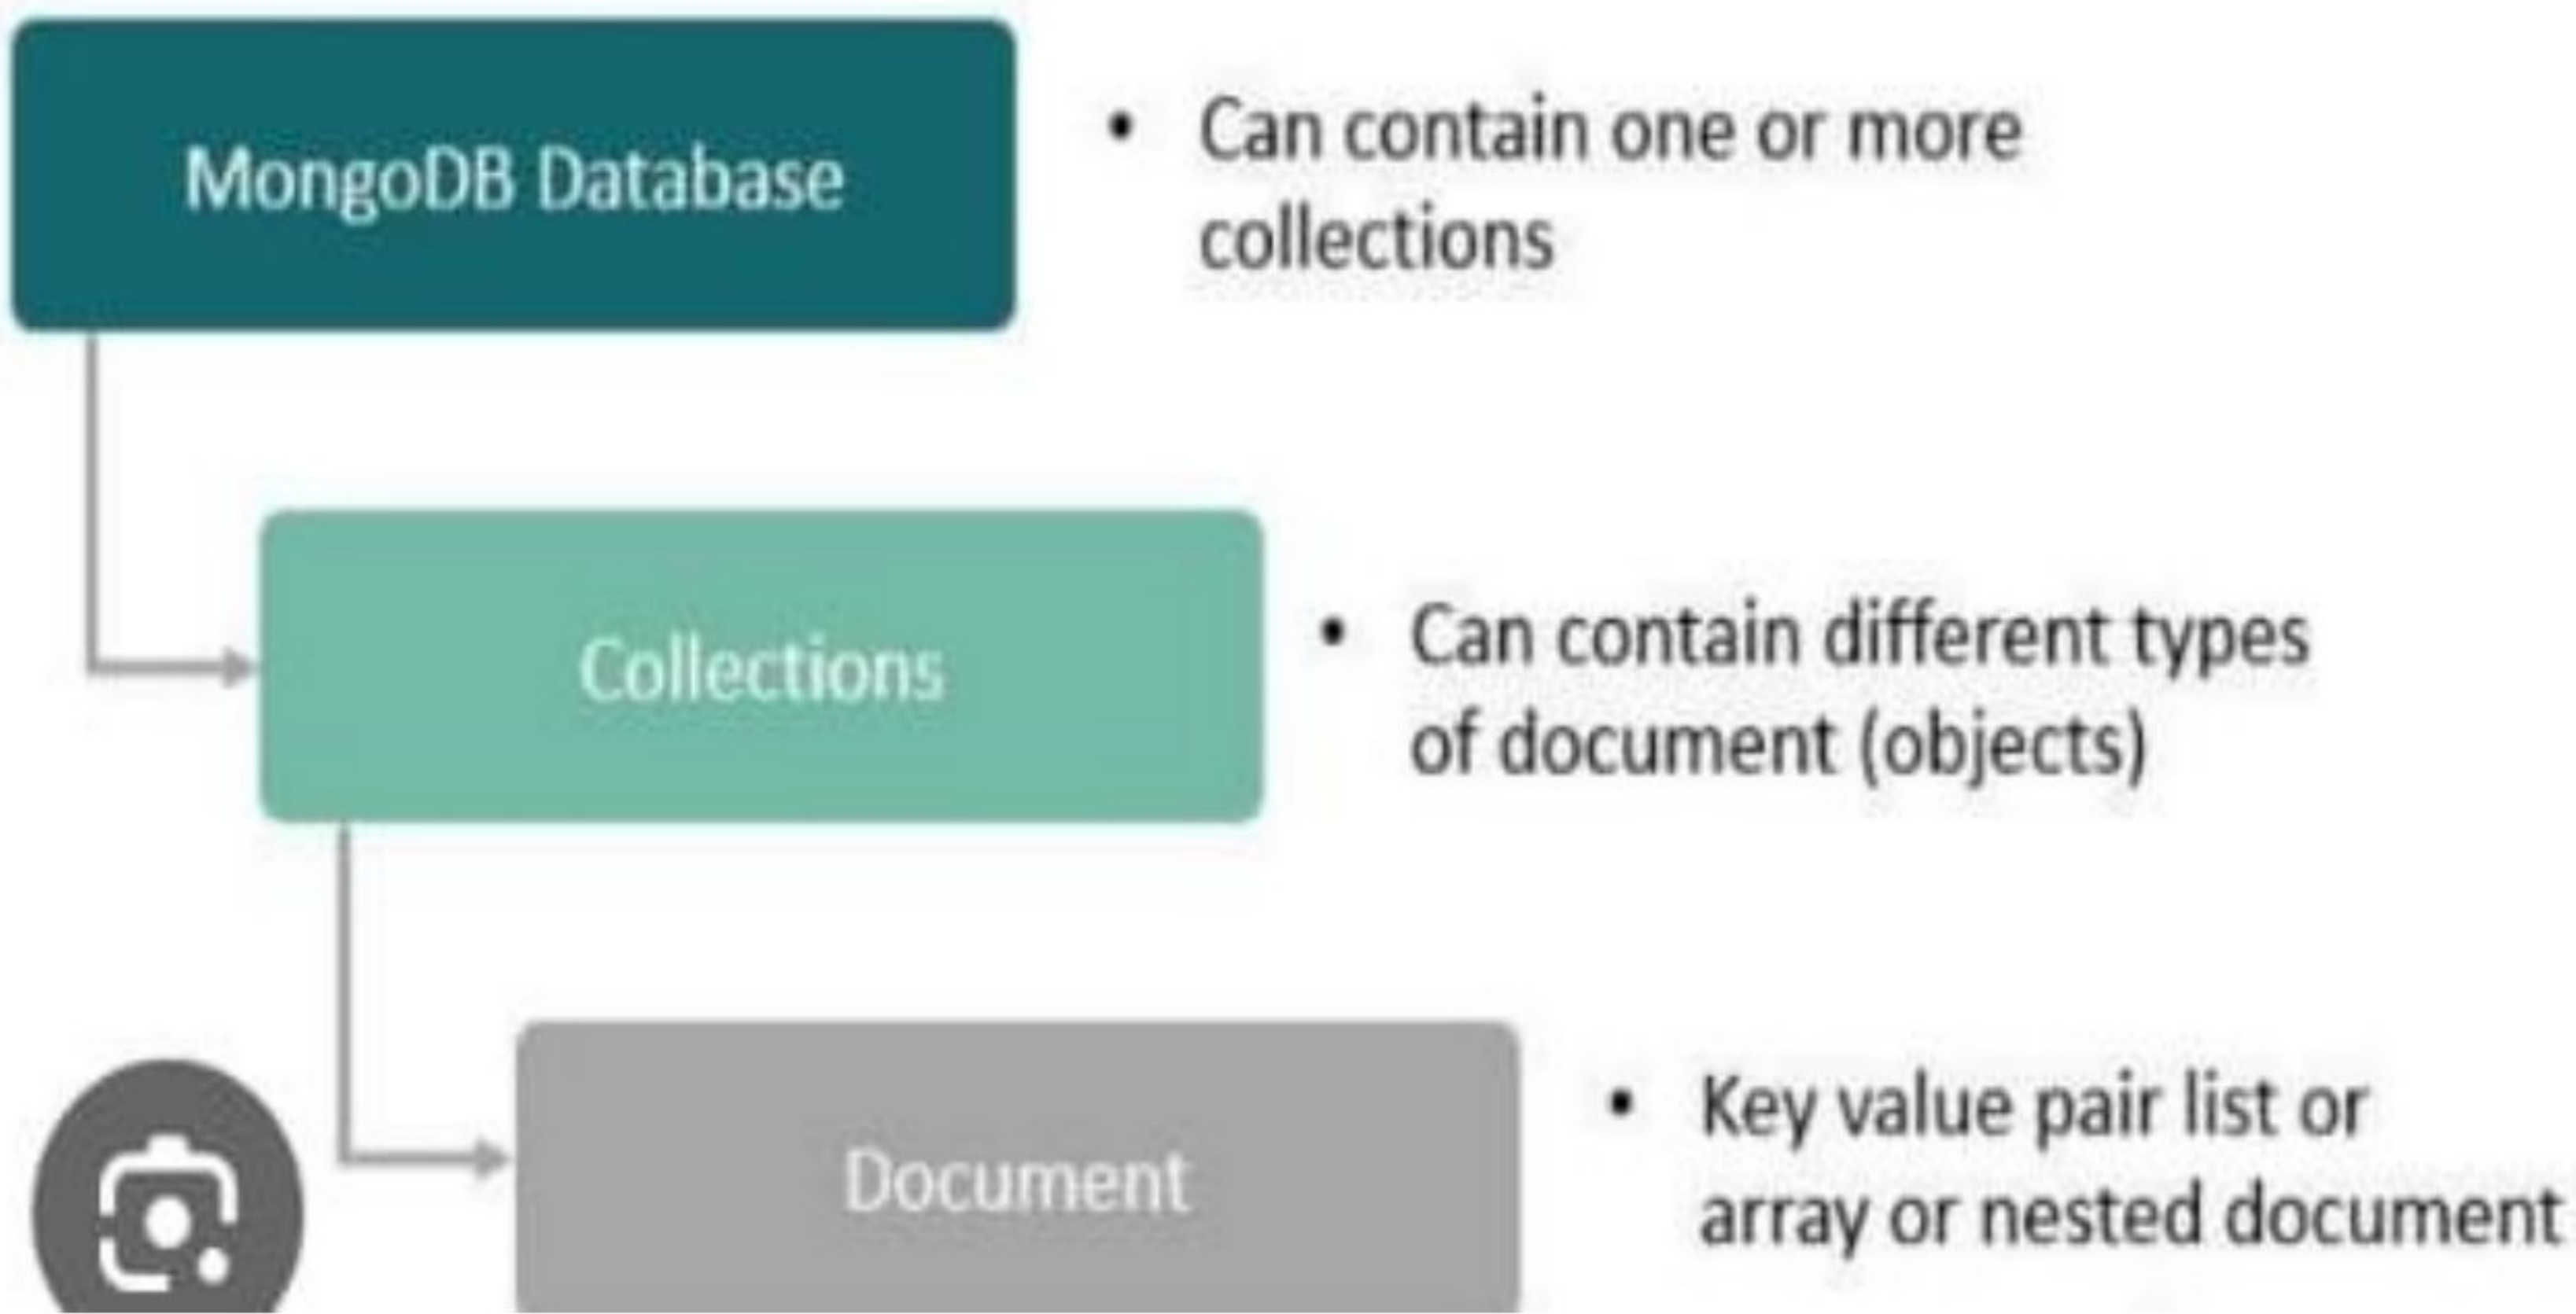 MongoDB Database
• Can contain one or more
collections
Collections
• Can contain different types
of document (objects)
Document
• Key value pair list or
array or nested document